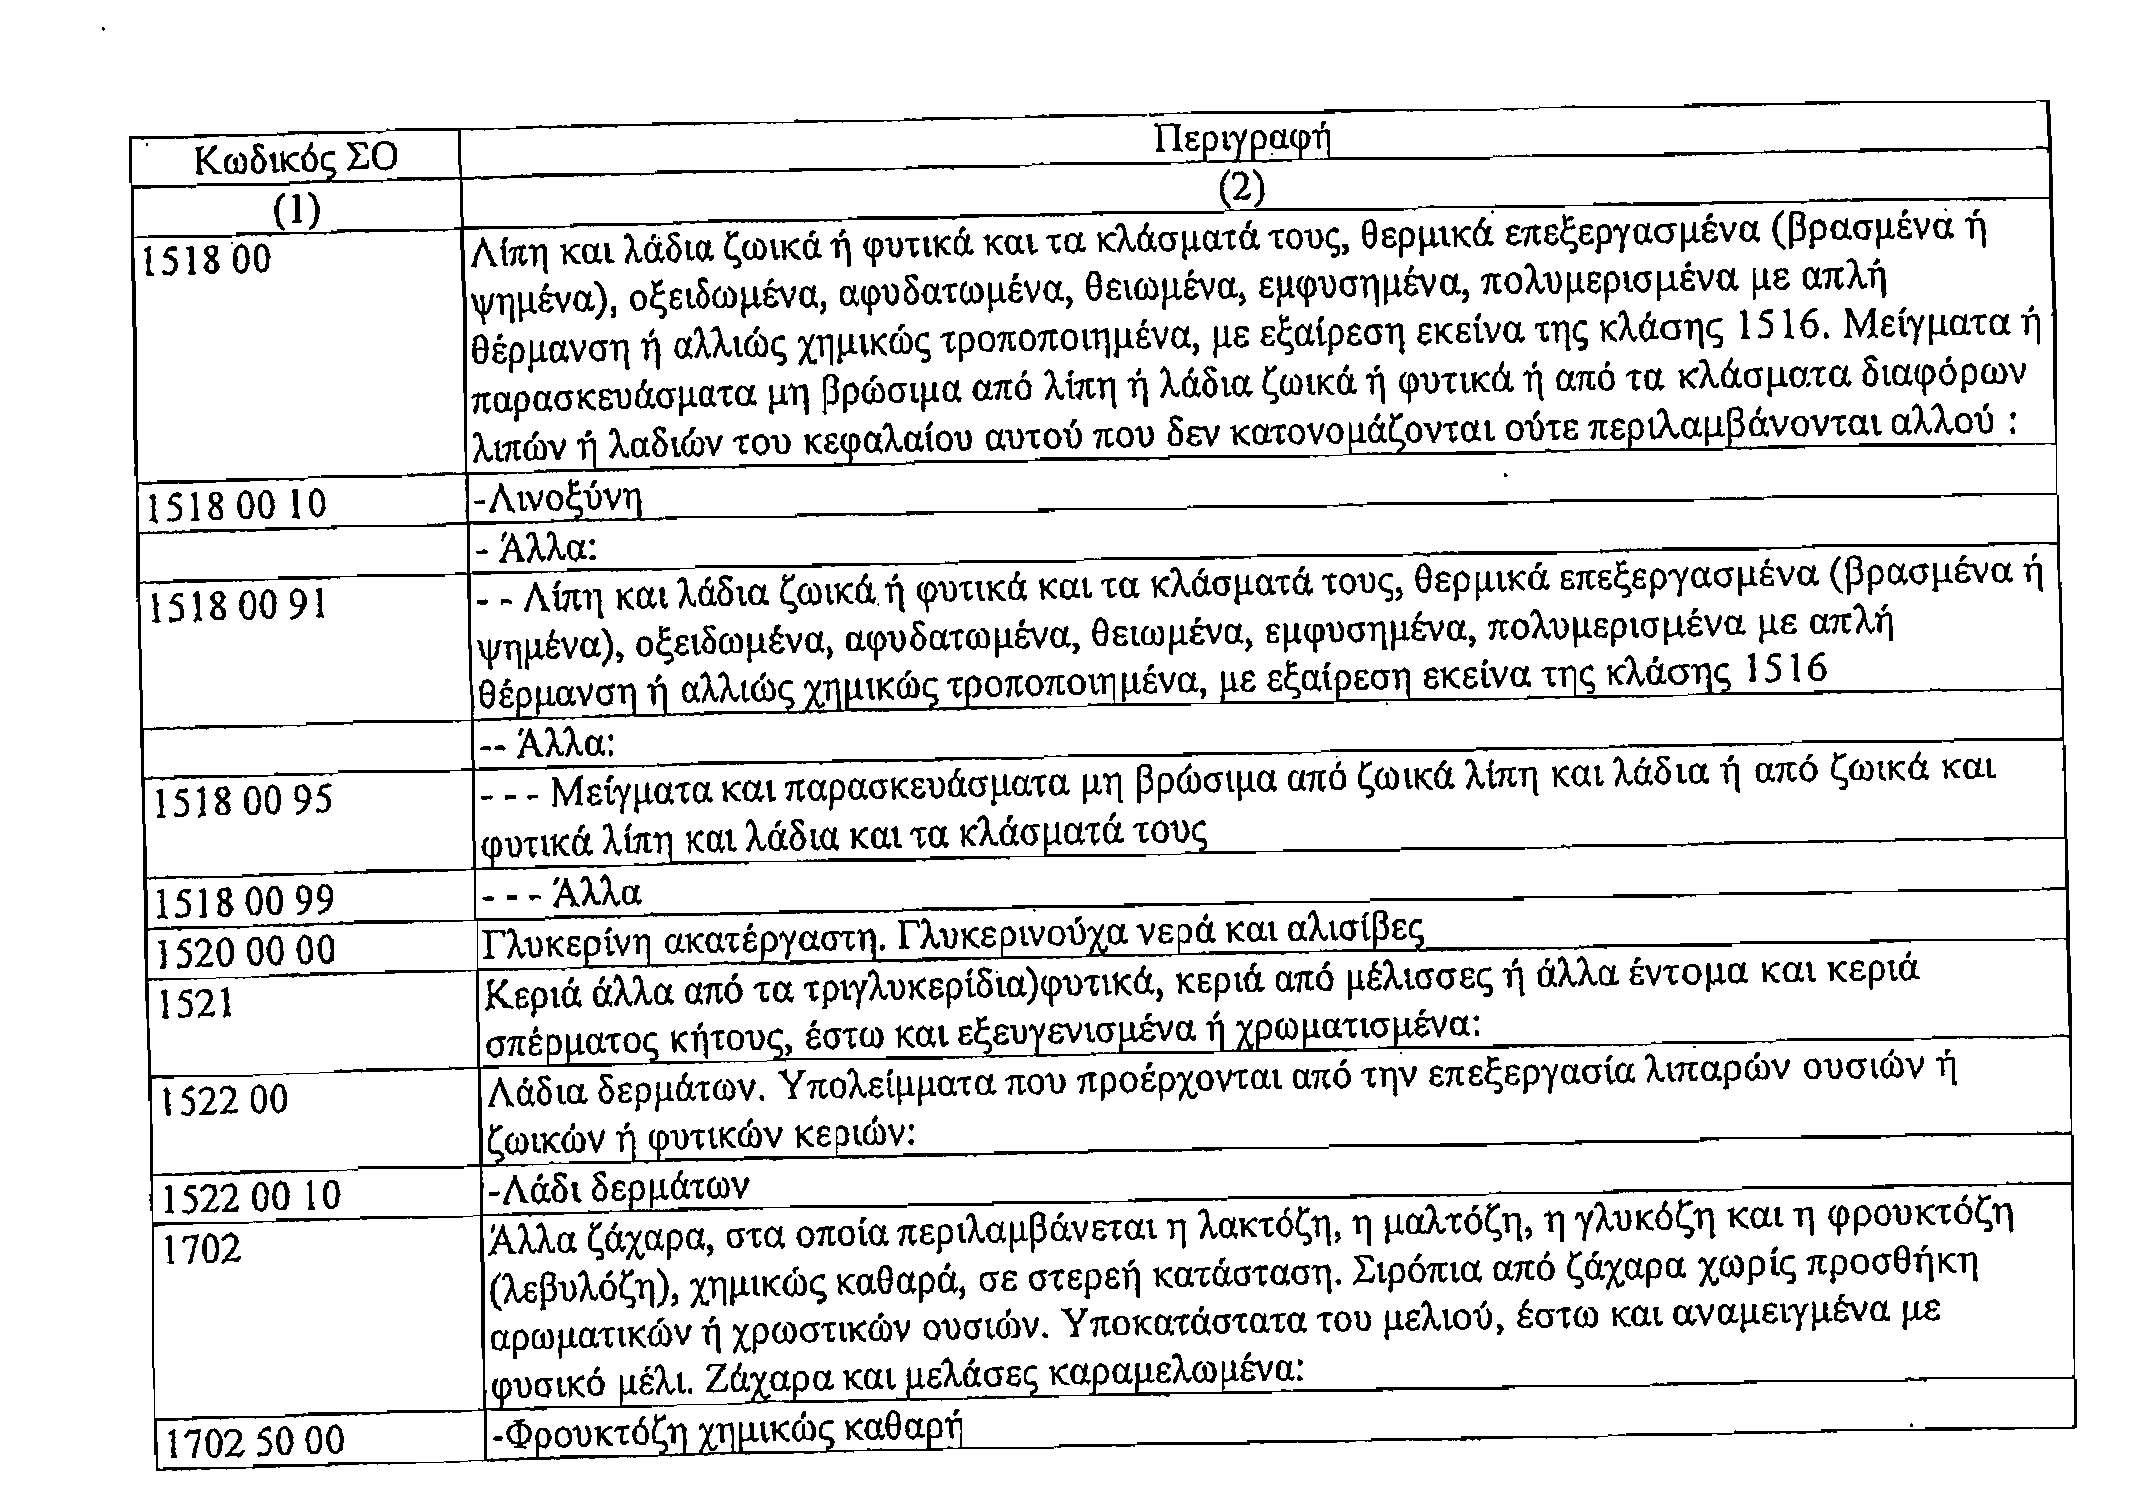 Κωδικός ΣΟ
Περιγραφή
(1)
(2)
1518 00
Λίπη και λάδια ζωικά ή φυτικά και τα κλάσματά τους, θερμικά επεξεργασμένα (βρασμένα ή
ψημένα), οξειδωμένα, αφυδατωμένα, θειωμένα, εμφυσημένα, πολυμερισμένα με απλή
θέρμανση ή αλλιώς χημικώς τροποποιημένα, με εξαίρεση εκείνα της κλάσης 1516. Μείγματα ή
παρασκευάσματα μη βρώσιμα από λίπη ή λάδια ζωικά ή φυτικά ή από τα κλάσματα διαφόρων
λιπών ή λαδιών του κεφαλαίου αυτού που δεν κατονομάζονται ούτε περιλαμβάνονται αλλού :
1518 00 10
-Λινοξύνη
- Άλλα:
1518 00 91
- - Λίπη και λάδια ζωικά ή φυτικά και τα κλάσματά τους, θερμικά επεξεργασμένα (βρασμένα ή
ψημένα), οξειδωμένα, αφυδατωμένα, θειωμένα, εμφυσημένα, πολυμερισμένα με απλή
θέρμανση ή αλλιώς χημικώς τροποποιημένα, με εξαίρεση εκείνα της κλάσης 1516
-- Άλλα:
1518 00 95
- - - Μείγματα και παρασκευάσματα μη βρώσιμα από ζωικά λίπη και λάδια ή από ζωικά και
φυτικά λίπη και λάδια και τα κλάσματά τους
1518 00 99
- - - Άλλα
1520 00 00
Γλυκερίνη ακατέργαστη. Γλυκερινούχα νερά και αλισίβες
1521
Κεριά άλλα από τα τριγλυκερίδια)φυτικά, κεριά από μέλισσες ή άλλα έντομα και κεριά
σπέρματος κήτους, έστω και εξευγενισμένα ή χρωματισμένα:
1522 00
Λάδια δερμάτων. Υπολείμματα που προέρχονται από την επεξεργασία λιπαρών ουσιών ή
ζωικών ή φυτικών κεριών:
1522 00 10
-Λάδι δερμάτων
1702
Άλλα ζάχαρα, στα οποία περιλαμβάνεται η λακτόζη, η μαλτόζη, η γλυκόζη και η φρουκτόζη
(λεβυλόζη), χημικώς καθαρά, σε στερεή κατάσταση. Σιρόπια από ζάχαρα χωρίς προσθήκη
αρωματικών ή χρωστικών ουσιών. Υποκατάστατα του μελιού, έστω και αναμειγμένα με
φυσικό μέλι. Ζάχαρα και μελάσες καραμελωμένα:
1702 50 00
-Φρουκτόζη χημικώς καθαρή